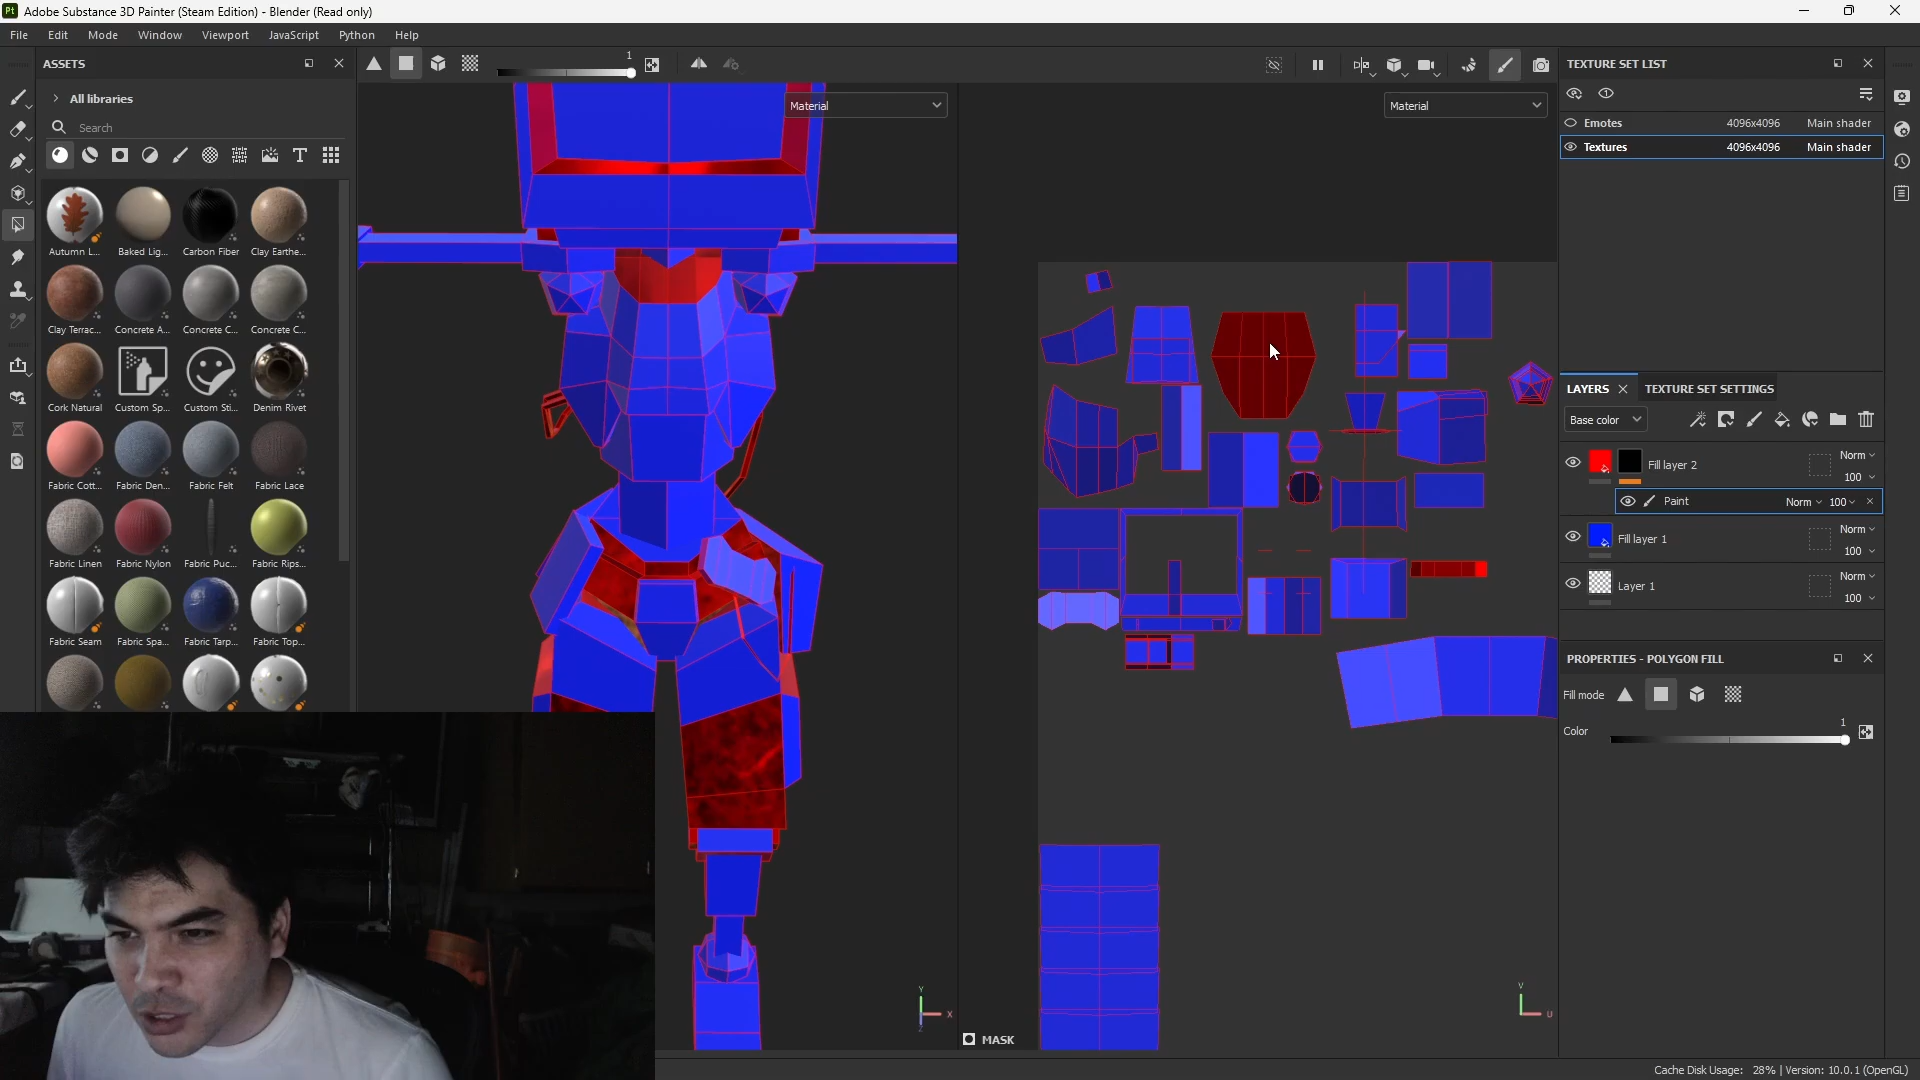 Pt Adobe Substance 3D Painter (Steam Edition) - Blender (Read only)
File Edit Mode Window Viewport JavaScript Python Help
ASSETS
All libraries
Search
Autumn L... Baked Lig... Carbon Fiber Clay Earthe...
Clay Terrac... Concrete A... Concrete C... Concrete C...
Cork Natural Custom Sp... Custom Sti... Denim Rivet
Fabric Cott... Fabric Den... Fabric Felt Fabric Lace
Fabric Linen Fabric Nylon Fabric Puc... Fabric Rips...
Fabric Seam Fabric Spa... Fabric Tarp... Fabric Top...
1
Material
Material
Y
X
Z
V
U
MASK
TEXTURE SET LIST
Emotes 4096x4096 Main shader
Textures 4096x4096 Main shader
LAYERS TEXTURE SET SETTINGS
Base color
Fill layer 2 Norm
100
Paint Norm 100
Fill layer 1 Norm
100
Layer 1 Norm
100
PROPERTIES - POLYGON FILL
Fill mode
Color 1
Cache Disk Usage: 28% | Version: 10.0.1 (OpenGL)